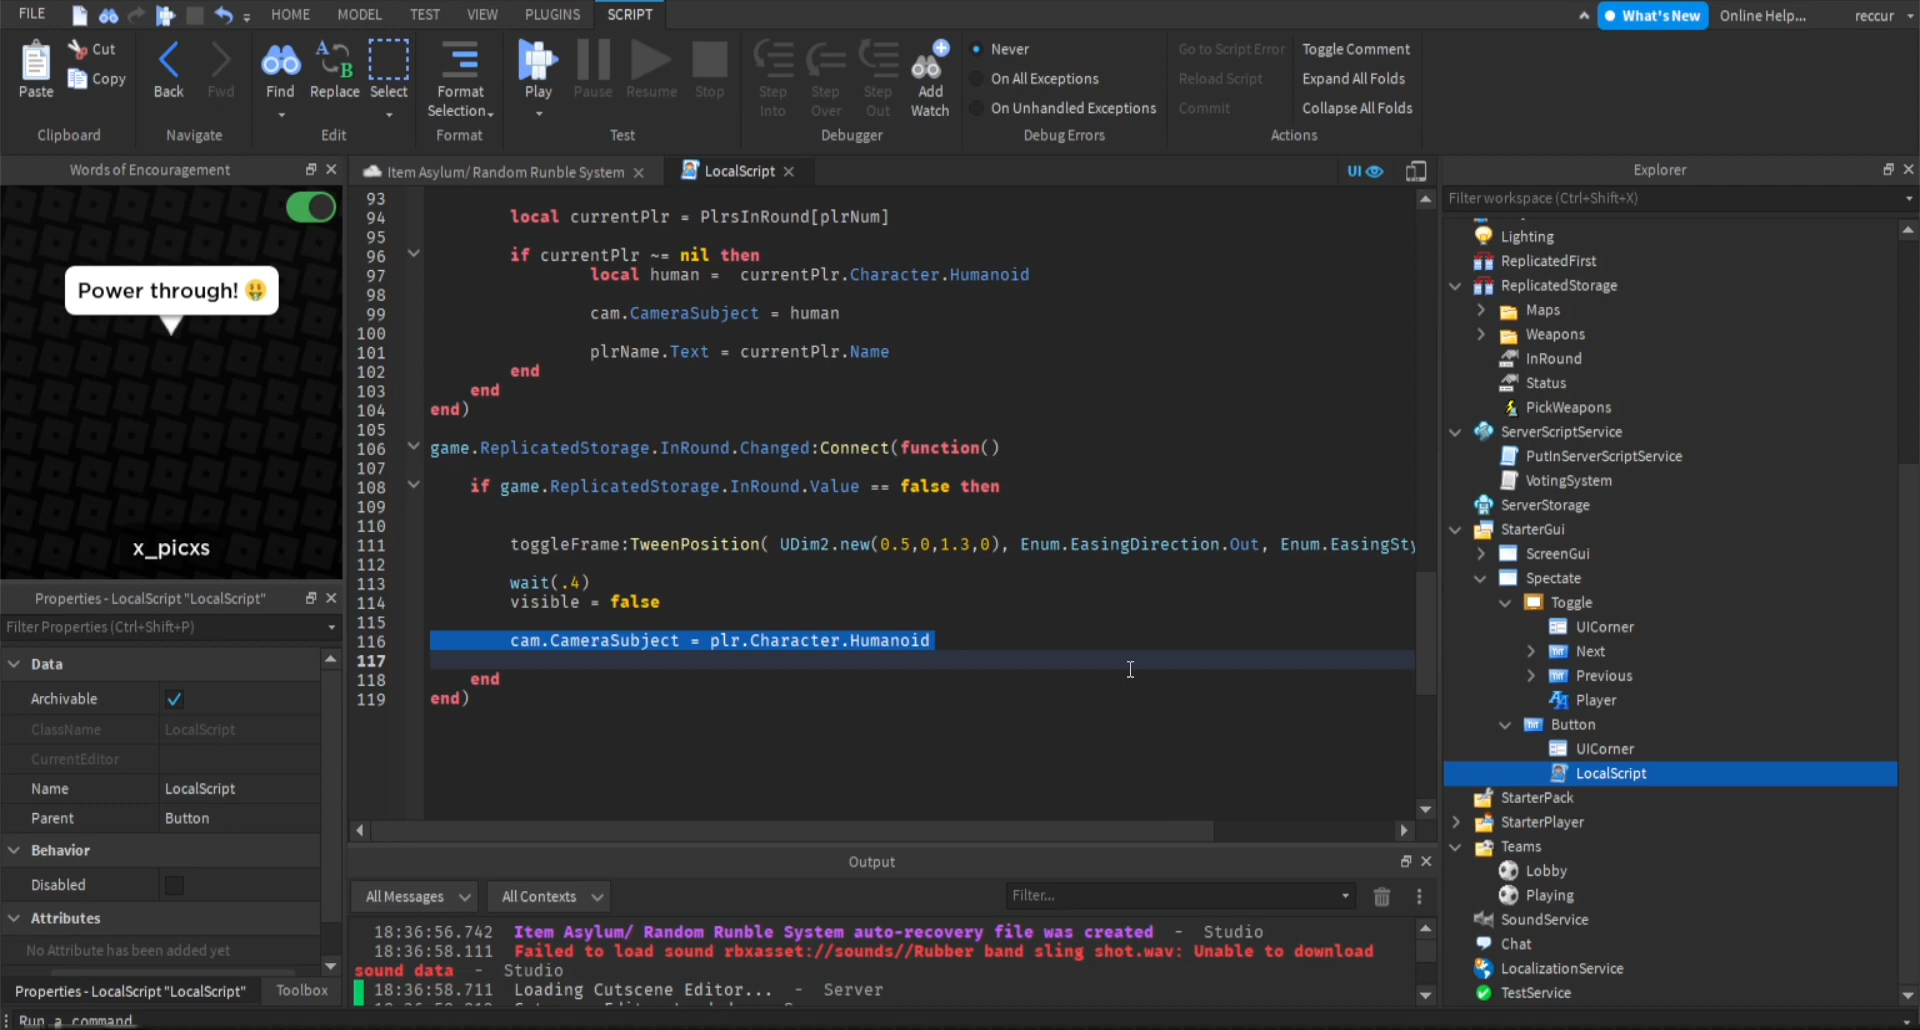 FILE
HOME
MODEL
TEST
VIEW
PLUGINS
SCRIPT
What's New
Online Help...
reccur
Paste
Cut
Copy
Clipboard
Back
Fwd
Navigate
Find
Replace
Select
Edit
Format
Selection
Format
Play
Pause
Resume
Stop
Test
Step
Into
Step
Over
Step
Out
Add
Watch
Debugger
Never
On All Exceptions
On Unhandled Exceptions
Debug Errors
Go to Script Error
Reload Script
Commit
Toggle Comment
Expand All Folds
Collapse All Folds
Actions
Words of Encouragement
Power through! 🤑
x_picxs
Properties - LocalScript "LocalScript"
Filter Properties (Ctrl+Shift+P)
Data
Archivable
ClassName LocalScript
CurrentEditor
Name LocalScript
Parent Button
Behavior
Disabled
Attributes
No Attribute has been added yet
Properties - LocalScript "LocalScript"
Toolbox
Run a command
Item Asylum/ Random Runble System
LocalScript
UI
93
94 local currentPlr = PlrsInRound[plrNum]
95
96 if currentPlr ~= nil then
97 local human =  currentPlr.Character.Humanoid
98
99 cam.CameraSubject = human
100
101 plrName.Text = currentPlr.Name
102 end
103 end
104 end)
105
106 game.ReplicatedStorage.InRound.Changed:Connect(function()
107
108 if game.ReplicatedStorage.InRound.Value == false then
109
110
111 toggleFrame:TweenPosition( UDim2.new(0.5,0,1.3,0), Enum.EasingDirection.Out, Enum.EasingSty
112
113 wait(.4)
114 visible = false
115
116 cam.CameraSubject = plr.Character.Humanoid
117
118 end
119 end)
Output
All Messages
All Contexts
Filter...
18:36:56.742 Item Asylum/ Random Runble System auto-recovery file was created - Studio
18:36:58.111 Failed to load sound rbxasset://sounds//Rubber band sling shot.wav: Unable to download
sound data - Studio
18:36:58.711 Loading Cutscene Editor... - Server
Explorer
Filter workspace (Ctrl+Shift+X)
Lighting
ReplicatedFirst
ReplicatedStorage
Maps
Weapons
InRound
Status
PickWeapons
ServerScriptService
PutInServerScriptService
VotingSystem
ServerStorage
StarterGui
ScreenGui
Spectate
Toggle
UICorner
Next
Previous
Player
Button
UICorner
LocalScript
StarterPack
StarterPlayer
Teams
Lobby
Playing
SoundService
Chat
LocalizationService
TestService